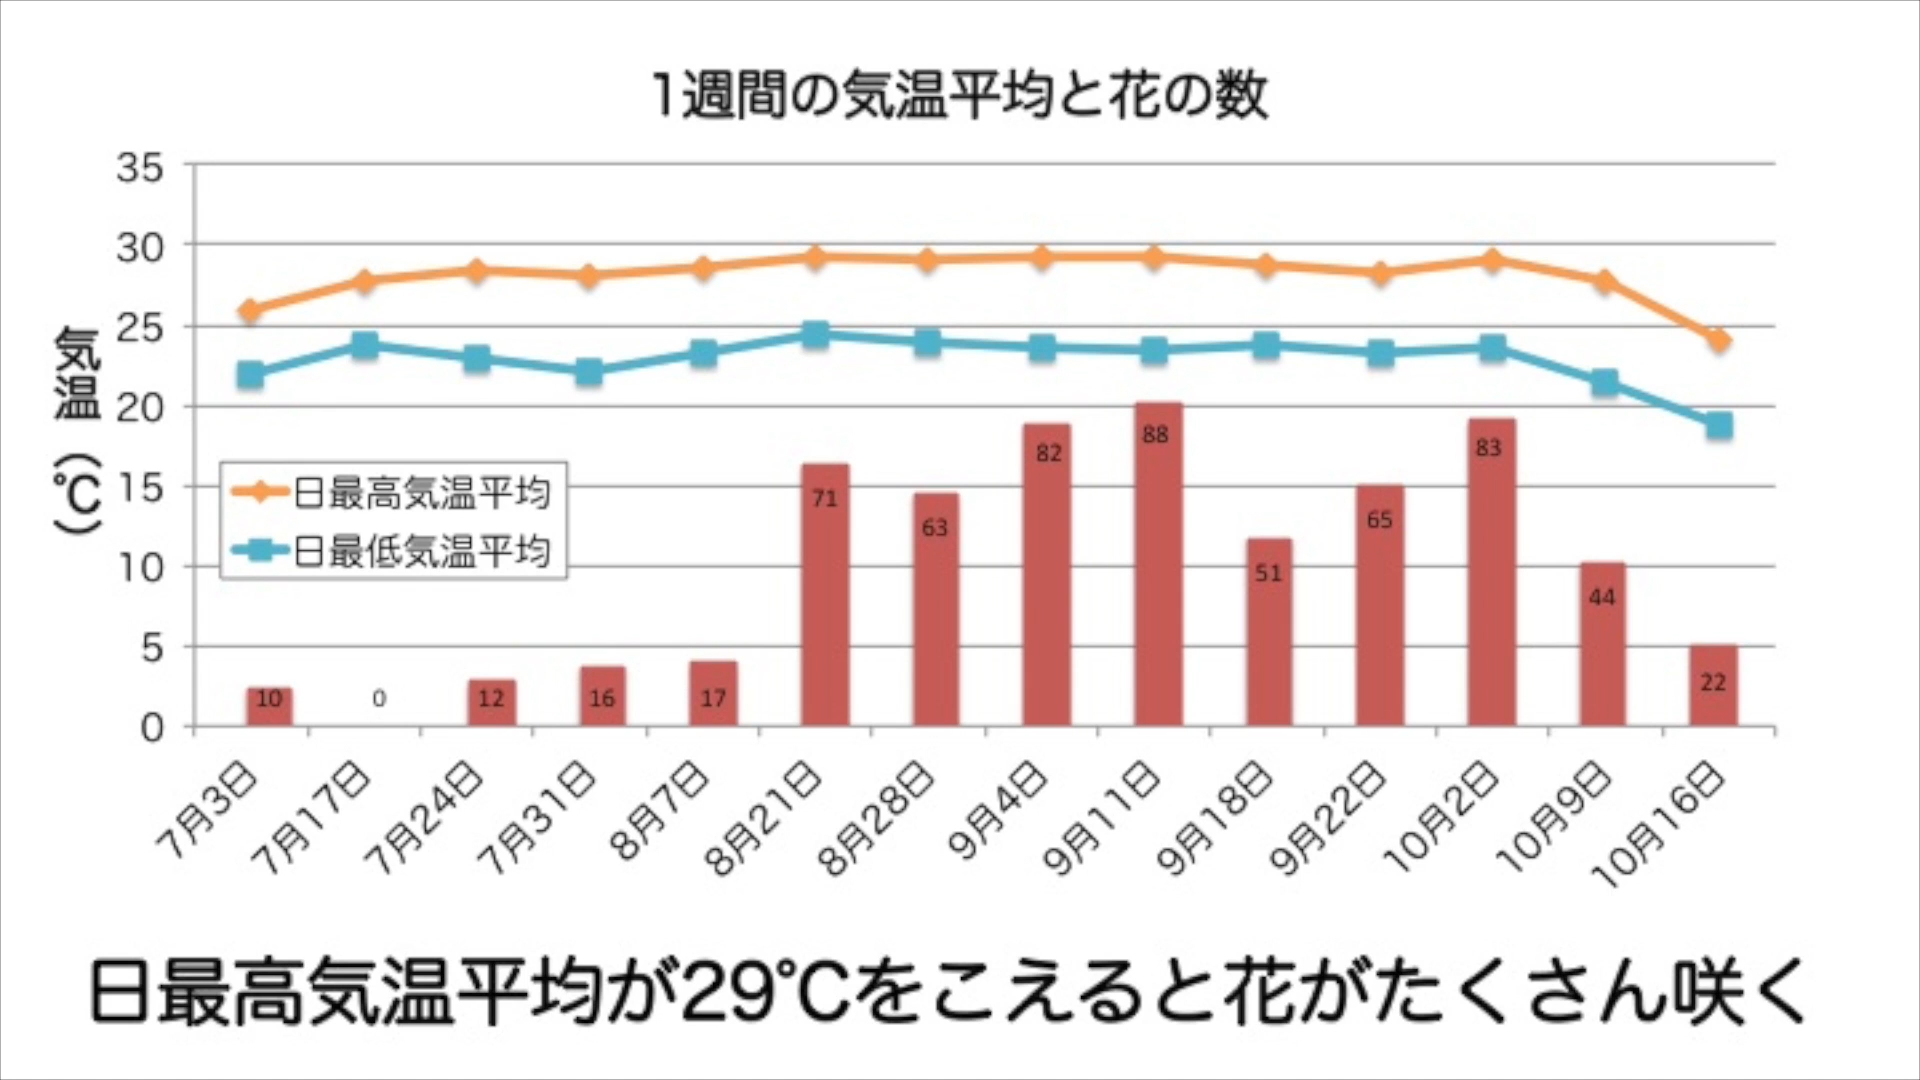 1週間の気温平均と花の数
35
30
25
20
15
10
5
0
気温（℃）
日最高気温平均
日最低気温平均
10
0
12
16
17
71
63
82
88
51
65
83
44
22
7月3日
7月17日
7月24日
7月31日
8月7日
8月21日
8月28日
9月4日
9月11日
9月18日
9月22日
10月2日
10月9日
10月16日
日最高気温平均が29℃をこえると花がたくさん咲く